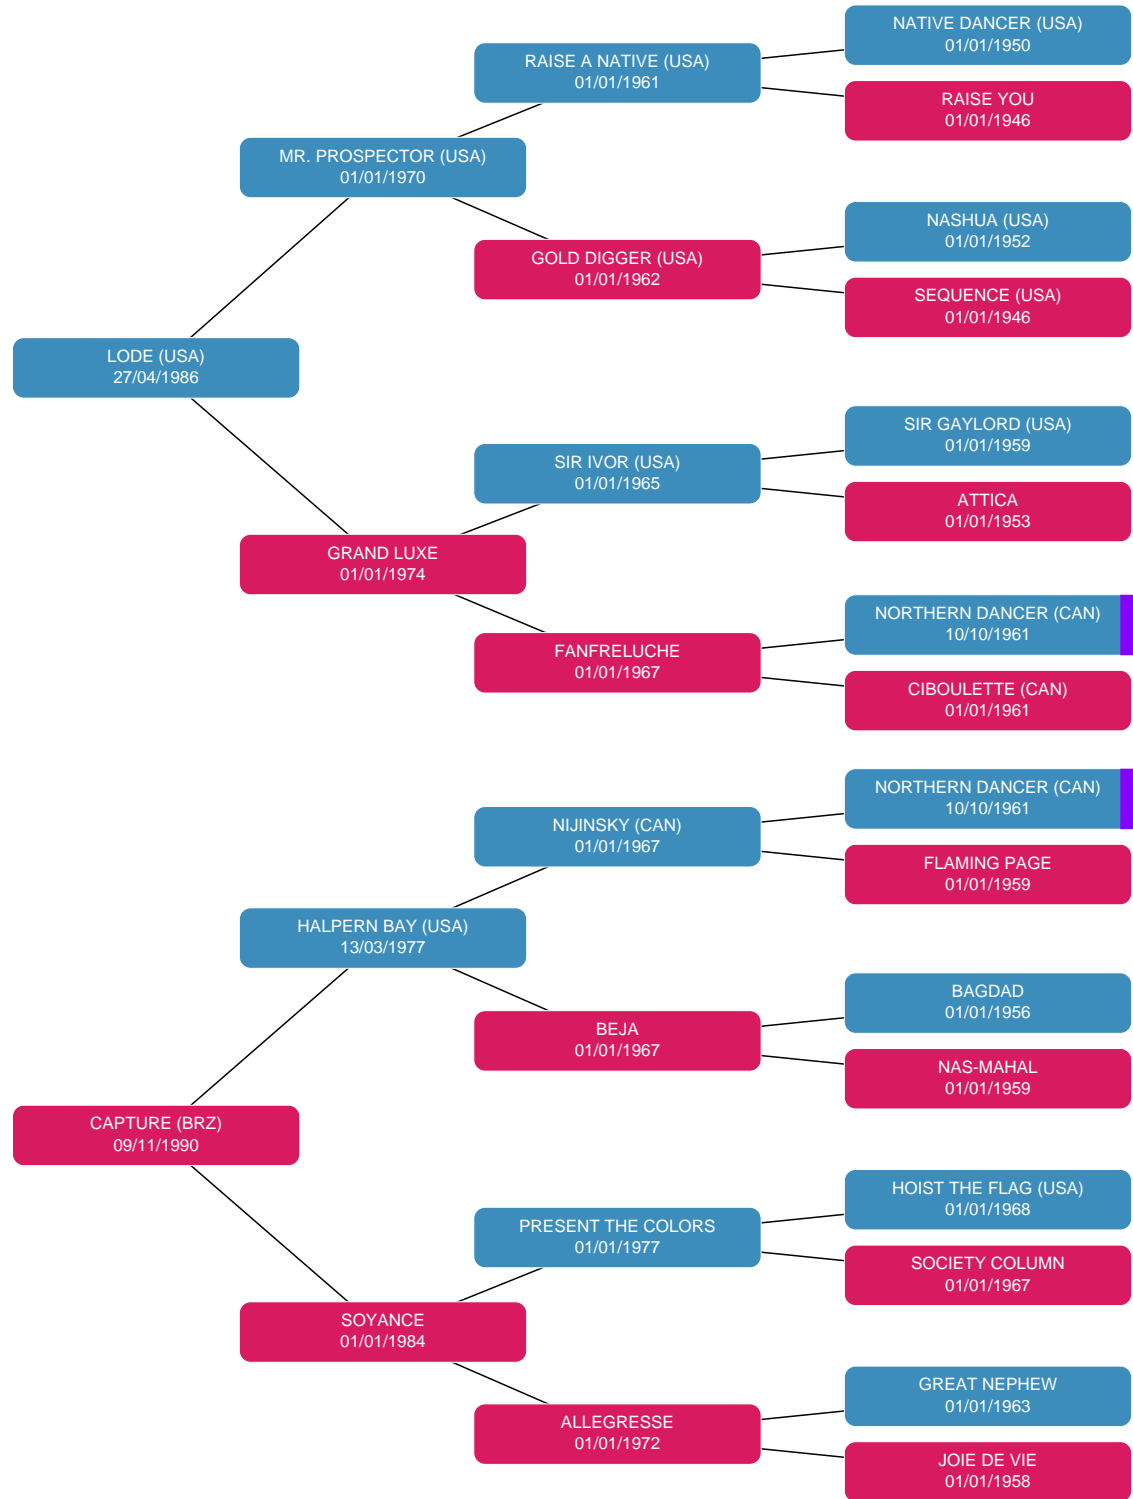 NATIVE DANCER (USA)
01/01/1950
RAISE A NATIVE (USA)
01/01/1961
RAISE YOU
01/01/1946
MR. PROSPECTOR (USA)
01/01/1970
NASHUA (USA)
01/01/1952
GOLD DIGGER (USA)
01/01/1962
SEQUENCE (USA)
01/01/1946
LODE (USA)
27/04/1986
SIR GAYLORD (USA)
01/01/1959
SIR IVOR (USA)
01/01/1965
ATTICA
01/01/1953
GRAND LUXE
01/01/1974
NORTHERN DANCER (CAN)
10/10/1961
FANFRELUCHE
01/01/1967
CIBOULETTE (CAN)
01/01/1961
NORTHERN DANCER (CAN)
10/10/1961
NIJINSKY (CAN)
01/01/1967
FLAMING PAGE
01/01/1959
HALPERN BAY (USA)
13/03/1977
BAGDAD
01/01/1956
BEJA
01/01/1967
NAS-MAHAL
01/01/1959
CAPTURE (BRZ)
09/11/1990
HOIST THE FLAG (USA)
01/01/1968
PRESENT THE COLORS
01/01/1977
SOCIETY COLUMN
01/01/1967
SOYANCE
01/01/1984
GREAT NEPHEW
01/01/1963
ALLEGRESSE
01/01/1972
JOIE DE VIE
01/01/1958